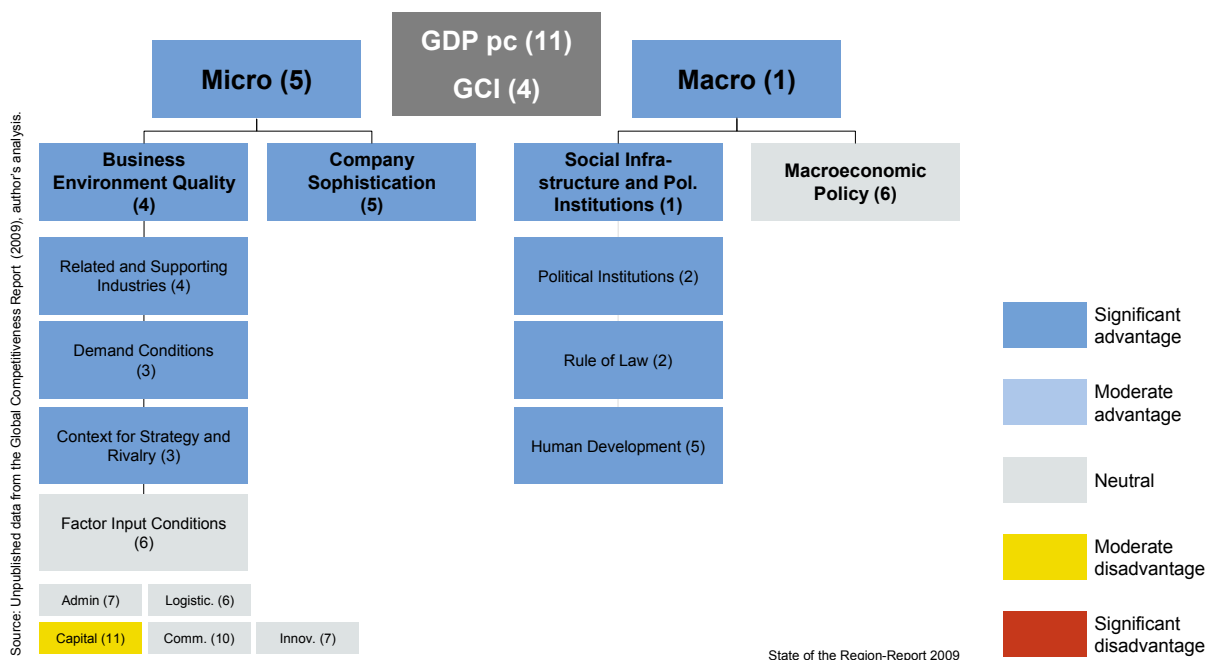 GDP pc (11)
GCI (4)
Micro (5)
Macro (1)
Business
Environment Quality
(4)
Company
Sophistication
(5)
Social Infra-
structure and Pol.
Institutions (1)
Macroeconomic
Policy (6)
Related and Supporting
Industries (4)
Demand Conditions
(3)
Context for Strategy and
Rivalry (3)
Factor Input Conditions
(6)
Admin (7)
Logistic. (6)
Capital (11)
Comm. (10)
Innov. (7)
Political Institutions (2)
Rule of Law (2)
Human Development (5)
Significant
advantage
Moderate
advantage
Neutral
Moderate
disadvantage
Significant
disadvantage
Source: Unpublished data from the Global Competitiveness Report (2009), author's analysis.
State of the Region-Report 2009